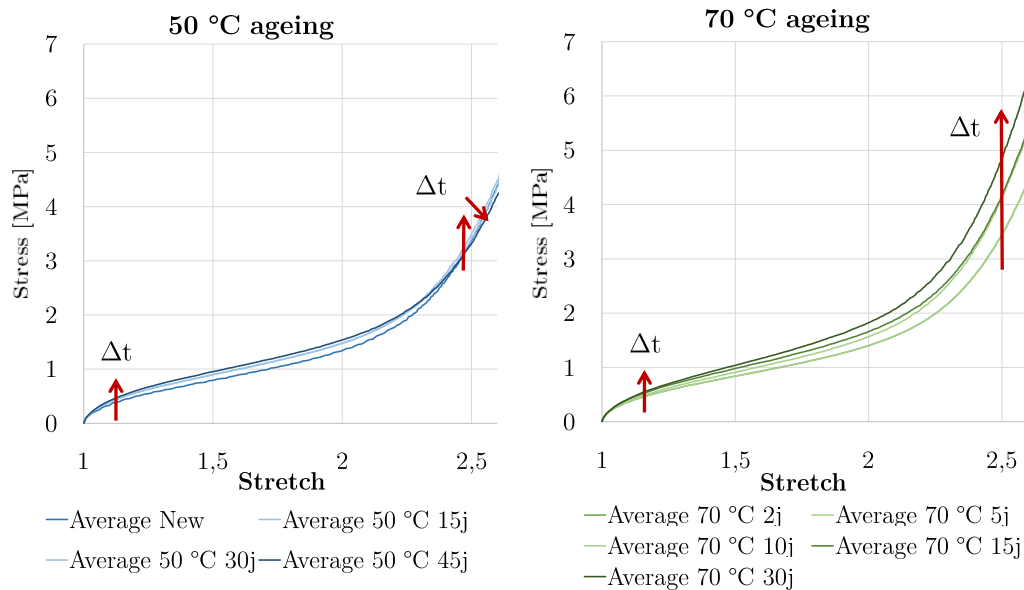 50 °C ageing
7
6
5
4
3
2
1
0
Stress [MPa]
Δt
Δt
1
1,5
2
2,5
Stretch
Average New
Average 50 °C 15j
Average 50 °C 30j
Average 50 °C 45j
70 °C ageing
7
6
5
4
3
2
1
0
Stress [MPa]
Δt
Δt
1
1,5
2
2,5
Stretch
Average 70 °C 2j
Average 70 °C 5j
Average 70 °C 10j
Average 70 °C 15j
Average 70 °C 30j